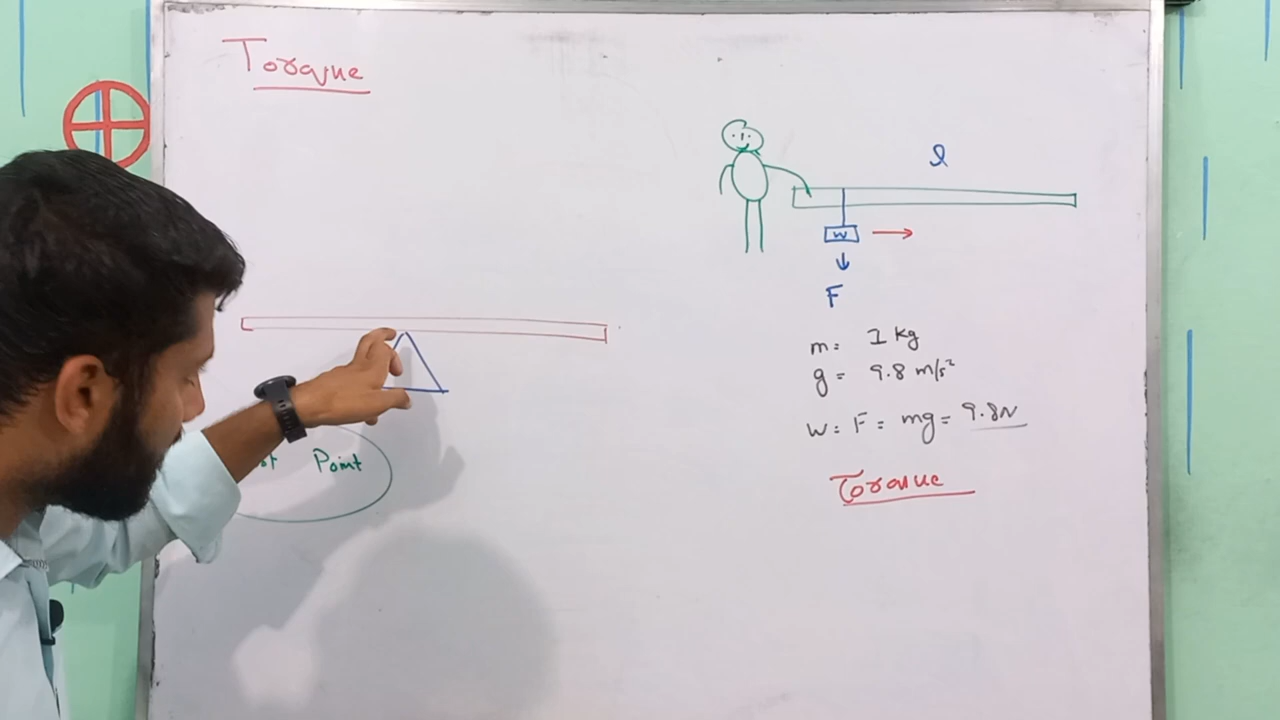 Torque
l
W
F
m= 1 kg
g= 9.8 m/s²
W= F= mg= 9.8N
Point
Torque